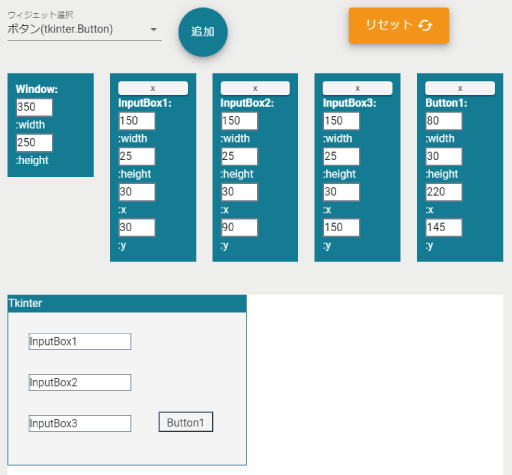 ウィジェット選択
ボタン(tkinter.Button)
追加
リセット
Window:
350
:width
250
:height
x
InputBox1:
150
:width
25
:height
30
:x
30
:y
x
InputBox2:
150
:width
25
:height
30
:x
90
:y
x
InputBox3:
150
:width
25
:height
30
:x
150
:y
x
Button1:
80
:width
30
:height
220
:x
145
:y
Tkinter
InputBox1
InputBox2
InputBox3 Button1